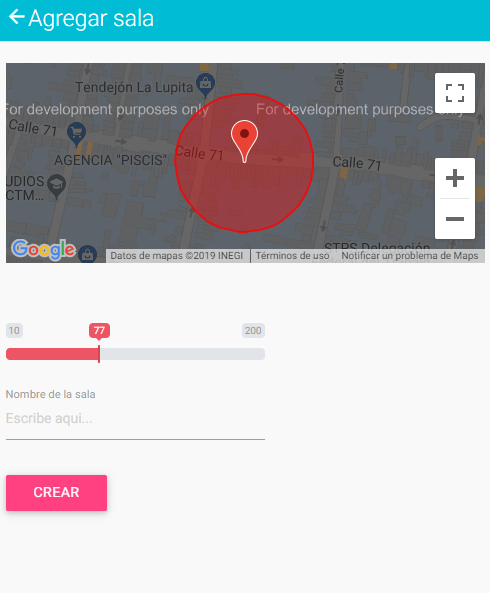 Agregar sala
Tendejón La Lupita
For development purposes only
For development purposes only
Calle
Calle 71
AGENCIA "PISCIS"
Calle 71
Calle 71
UDIOS
CTM...
STPS Delegación
Google
Datos de mapas ©2019 INEGI
Términos de uso
Notificar un problema de Maps
10
77
200
Nombre de la sala
Escribe aqui...
CREAR